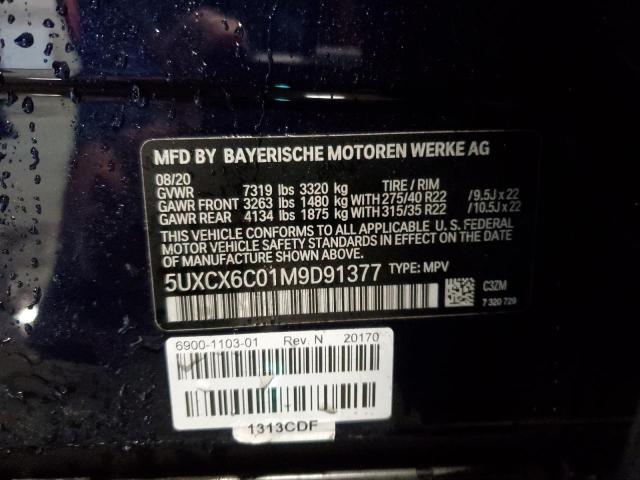 MFD BY BAYERISCHE MOTOREN WERKE AG
08/20
GVWR 7319 lbs 3320 kg TIRE / RIM
GAWR FRONT 3263 lbs 1480 kg WITH 275/40 R22 / 9.5J x 22
GAWR REAR 4134 lbs 1875 kg WITH 315/35 R22 / 10.5J x 22
THIS VEHICLE CONFORMS TO ALL APPLICABLE U.S. FEDERAL
MOTOR VEHICLE SAFETY STANDARDS IN EFFECT ON THE DATE OF
MANUFACTURE SHOWN ABOVE.
5UXCX6C01M9D91377 TYPE: MPV
C3ZM
7 320 729
6900-1103-01 Rev. N 20170
1313CDF